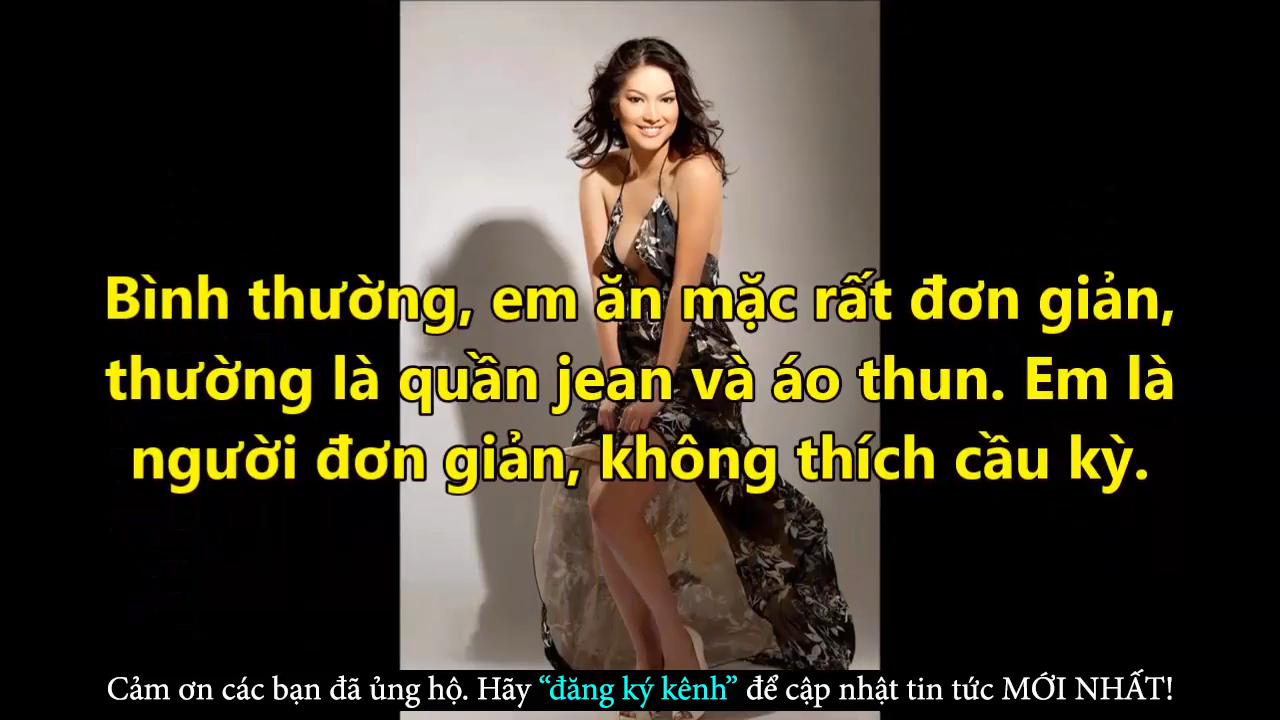 Bình thường, em ăn mặc rất đơn giản,
thường là quần jean và áo thun. Em là
người đơn giản, không thích cầu kỳ.
Cảm ơn các bạn đã ủng hộ. Hãy “đăng ký kênh” để cập nhật tin tức MỚI NHẤT!